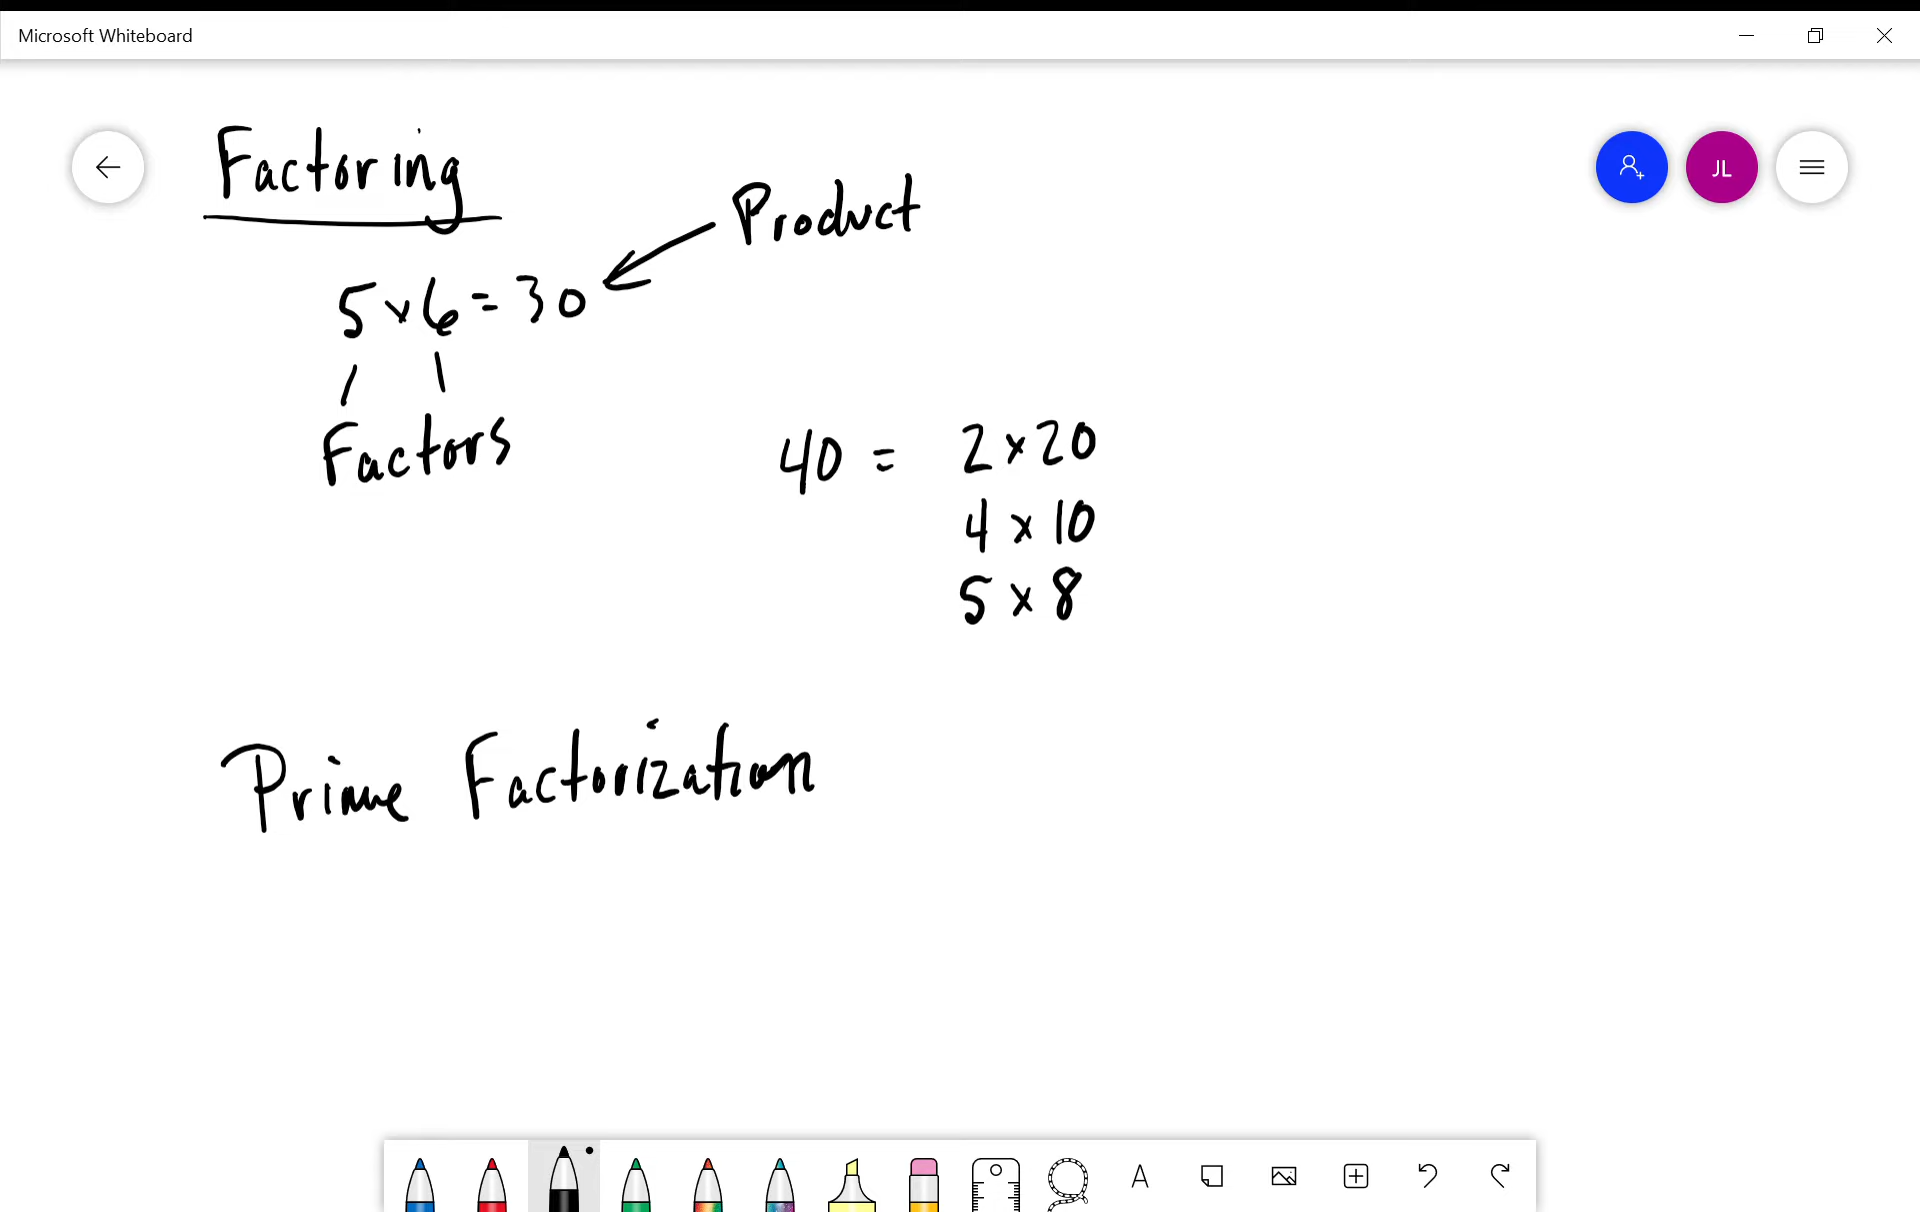 Microsoft Whiteboard
Factoring
JL
Product
5 x 6 = 30
Factors
40 = 2 x 20
4 x 10
5 x 8
Prime Factorization
A